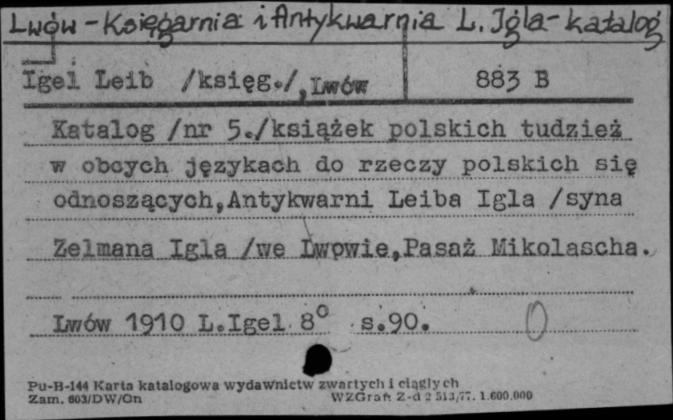 Lwów - Księgarnia i Antykwarnia L. Igla - katalog
Igel Leib /księg./, Lwów 883 B
Katalog /nr 5./książek polskich tudzież
w obcych językach do rzeczy polskich się
odnoszących,Antykwarni Leiba Igla /syna
Zelmana Igla /we Lwowie,Pasaż Mikolascha.
Lwów 1910 L.Igel 8° s.90.
Pu-B-144 Karta katalogowa wydawnictw zwartych i ciągłych
Zam. 603/DW/On WZGraf. Z-d 2 513/77. 1.600.000